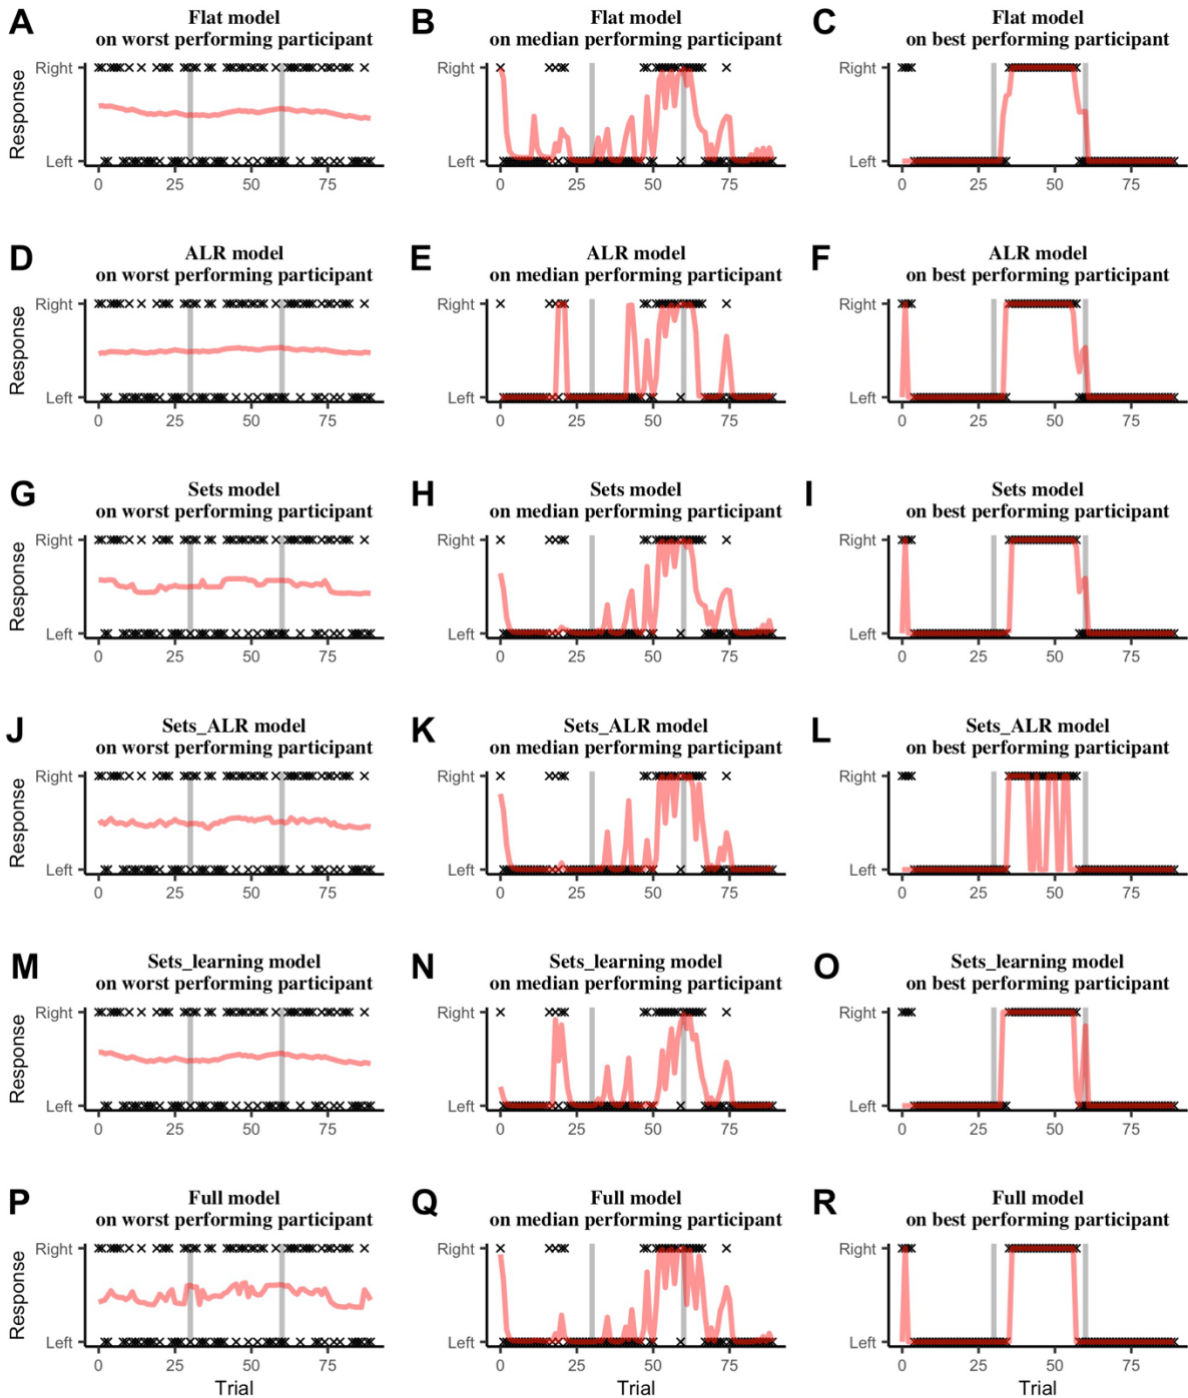 A
Flat model
on worst performing participant
B
Flat model
on median performing participant
C
Flat model
on best performing participant
Response
Right
Left
0 25 50 75
0 25 50 75
0 25 50 75
Right
Left
Right
Left
D
ALR model
on worst performing participant
E
ALR model
on median performing participant
F
ALR model
on best performing participant
Response
Right
Left
0 25 50 75
Right
Left
0 25 50 75
Right
Left
0 25 50 75
G
Sets model
on worst performing participant
H
Sets model
on median performing participant
I
Sets model
on best performing participant
Response
Right
Left
0 25 50 75
Right
Left
0 25 50 75
Right
Left
0 25 50 75
J
Sets_ALR model
on worst performing participant
K
Sets_ALR model
on median performing participant
L
Sets_ALR model
on best performing participant
Response
Right
Left
0 25 50 75
Right
Left
0 25 50 75
Right
Left
0 25 50 75
M
Sets_learning model
on worst performing participant
N
Sets_learning model
on median performing participant
O
Sets_learning model
on best performing participant
Response
Right
Left
0 25 50 75
Right
Left
0 25 50 75
Right
Left
0 25 50 75
P
Full model
on worst performing participant
Q
Full model
on median performing participant
R
Full model
on best performing participant
Response
Right
Left
0 25 50 75
Trial
Right
Left
0 25 50 75
Trial
Right
Left
0 25 50 75
Trial